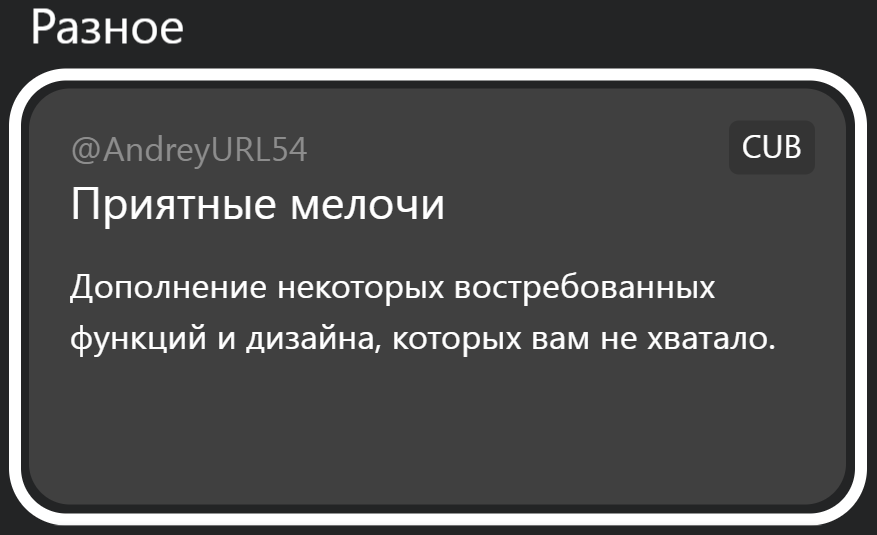 Разное
@AndreyURL54
CUB
Приятные мелочи
Дополнение некоторых востребованных
функций и дизайна, которых вам не хватало.